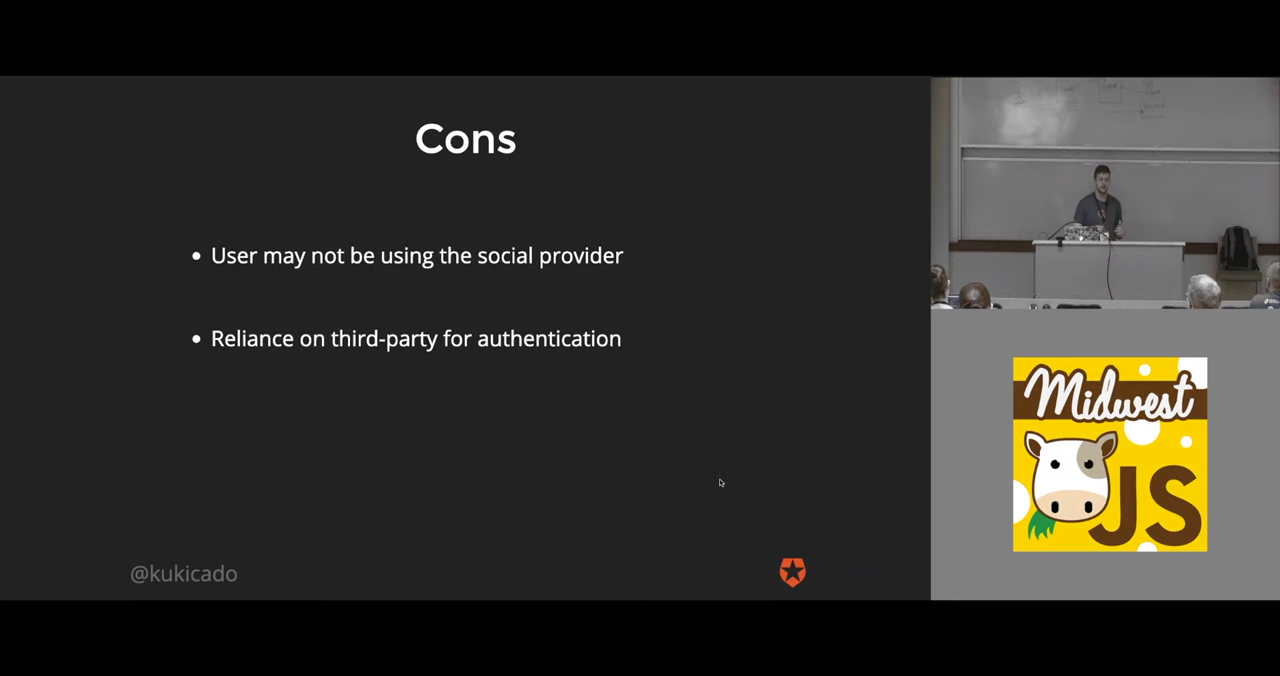 Cons
User may not be using the social provider
Reliance on third-party for authentication
@kukicado
Midwest
JS